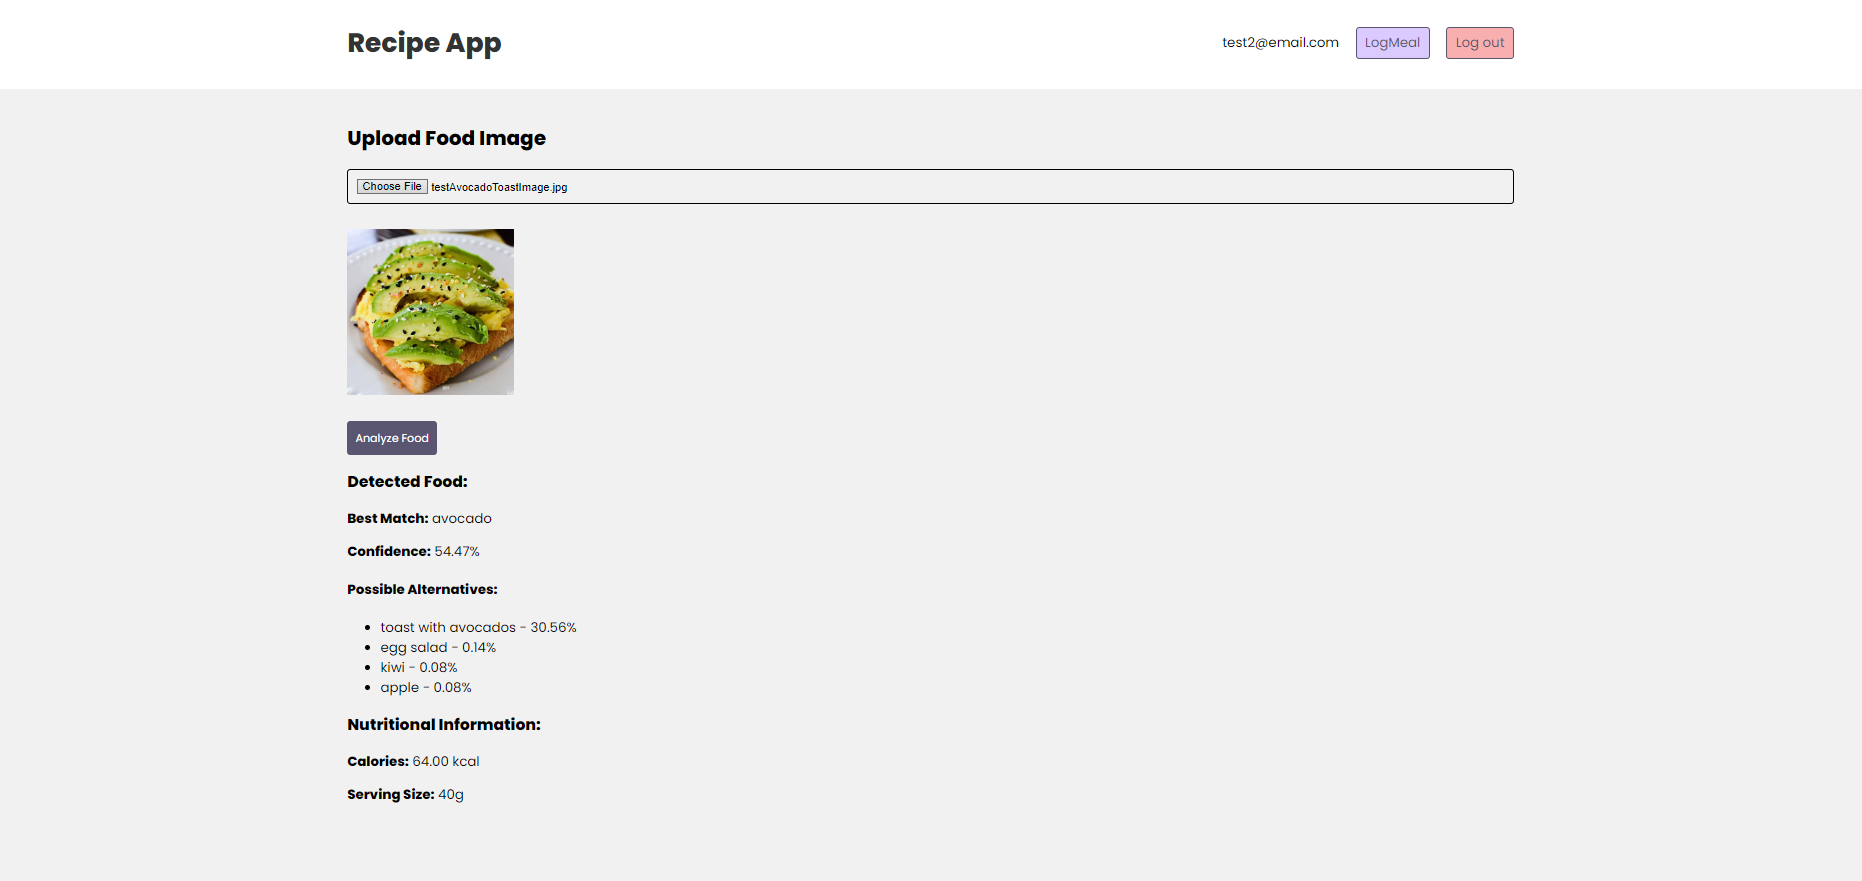 Recipe App
test2@email.com LogMeal Log out
Upload Food Image
Choose File testAvocadoToastImage.jpg
Analyze Food
Detected Food:
Best Match: avocado
Confidence: 54.47%
Possible Alternatives:
• toast with avocados - 30.56%
• egg salad - 0.14%
• kiwi - 0.08%
• apple - 0.08%
Nutritional Information:
Calories: 64.00 kcal
Serving Size: 40g